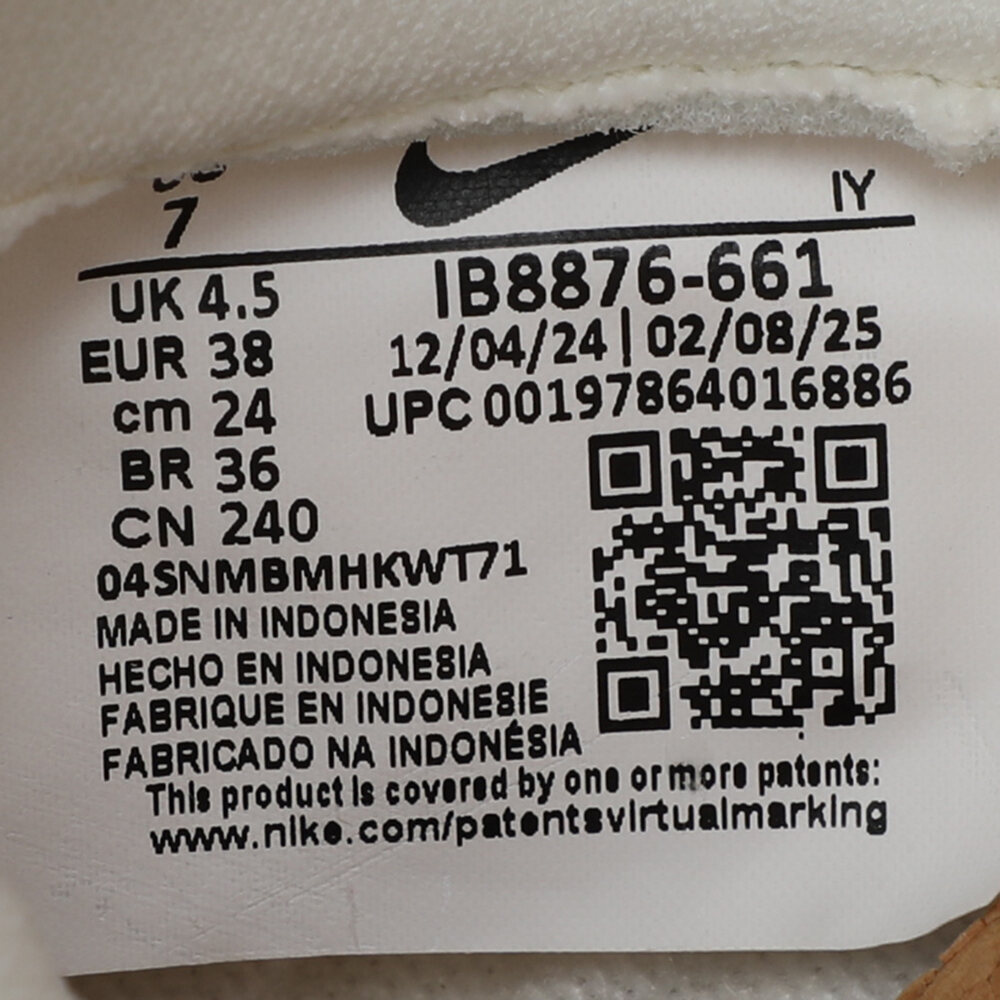 7
IY
UK 4.5
EUR 38
cm 24
BR 36
CN 240
IB8876-661
12/04/24 | 02/08/25
UPC 00197864016886
04SNMBMHKWT71
MADE IN INDONESIA
HECHO EN INDONESIA
FABRIQUE EN INDONESIE
FABRICADO NA INDONÉSIA
This product is covered by one or more patents:
www.nike.com/patentsvirtualmarking